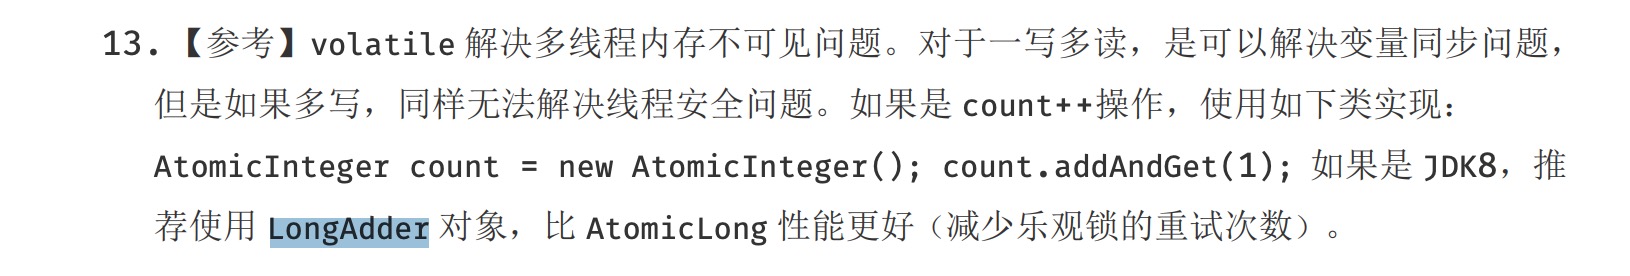 13.【参考】volatile 解决多线程内存不可见问题。对于一写多读，是可以解决变量同步问题，
但是如果多写，同样无法解决线程安全问题。如果是 count++操作，使用如下类实现：
AtomicInteger count = new AtomicInteger(); count.addAndGet(1); 如果是 JDK8，推
荐使用 LongAdder 对象，比 AtomicLong 性能更好（减少乐观锁的重试次数）。